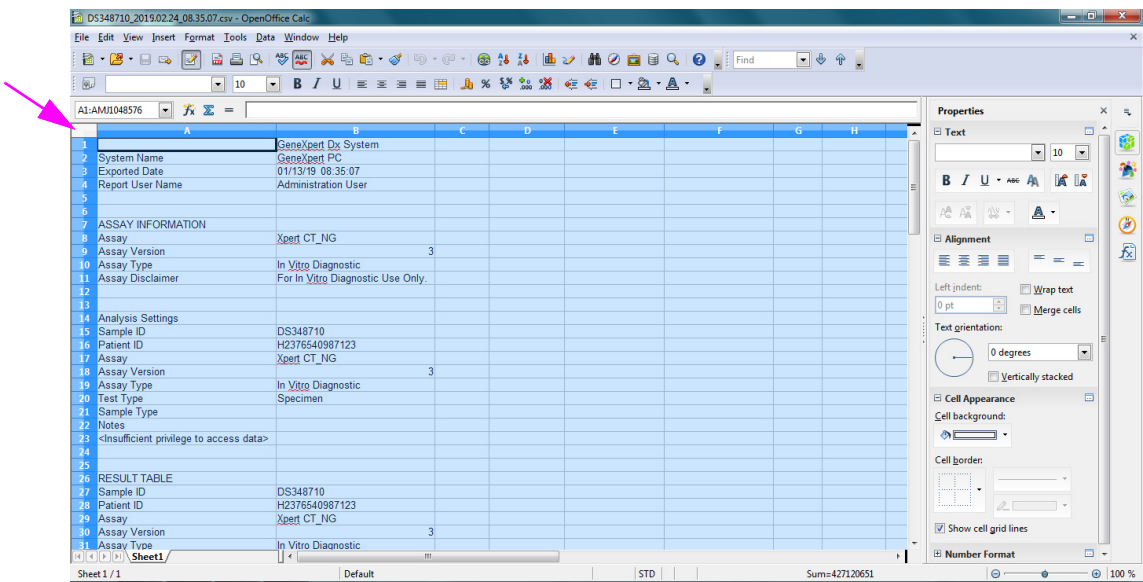 DS348710_2019.02.24_08.35.07.csv - OpenOffice Calc
File Edit View Insert Format Tools Data Window Help
Find
10
A1:AMJ1048576
A B C D E F G H
1 GeneXpert Dx System
2 System Name GeneXpert PC
3 Exported Date 01/13/19 08:35:07
4 Report User Name Administration User
5
6
7 ASSAY INFORMATION
8 Assay Xpert CT_NG
9 Assay Version 3
10 Assay Type In Vitro Diagnostic
11 Assay Disclaimer For In Vitro Diagnostic Use Only.
12
13
14 Analysis Settings
15 Sample ID DS348710
16 Patient ID H2376540987123
17 Assay Xpert CT_NG
18 Assay Version 3
19 Assay Type In Vitro Diagnostic
20 Test Type Specimen
21 Sample Type
22 Notes
23 <Insufficient privilege to access data>
24
25
26 RESULT TABLE
27 Sample ID DS348710
28 Patient ID H2376540987123
29 Assay Xpert CT_NG
30 Assay Version 3
31 Assay Type In Vitro Diagnostic
Sheet1
Sheet 1 / 1 Default STD Sum=427120651 100 %
Properties
Text
10
Alignment
Left indent:
Wrap text
0 pt
Merge cells
Text orientation:
0 degrees
Vertically stacked
Cell Appearance
Cell background:
Cell border:
Show cell grid lines
Number Format